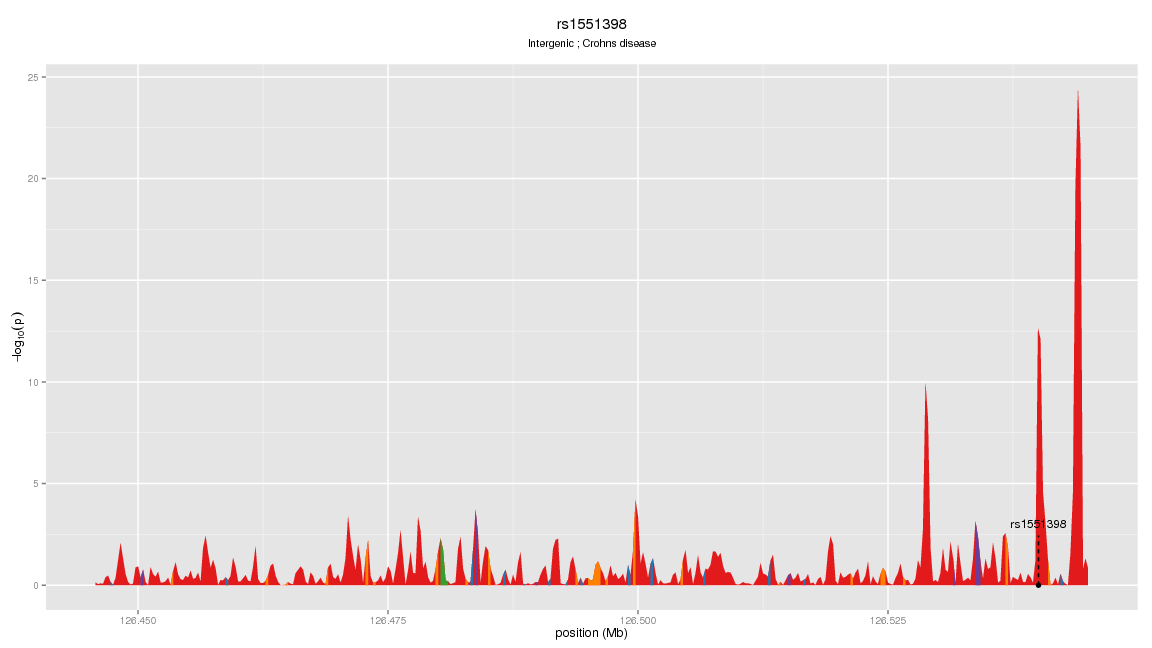 rs1551398
Intergenic ; Crohns disease
25
20
15
10
5
0
−log10(p)
rs1551398
126.450
126.475
126.500
126.525
position (Mb)